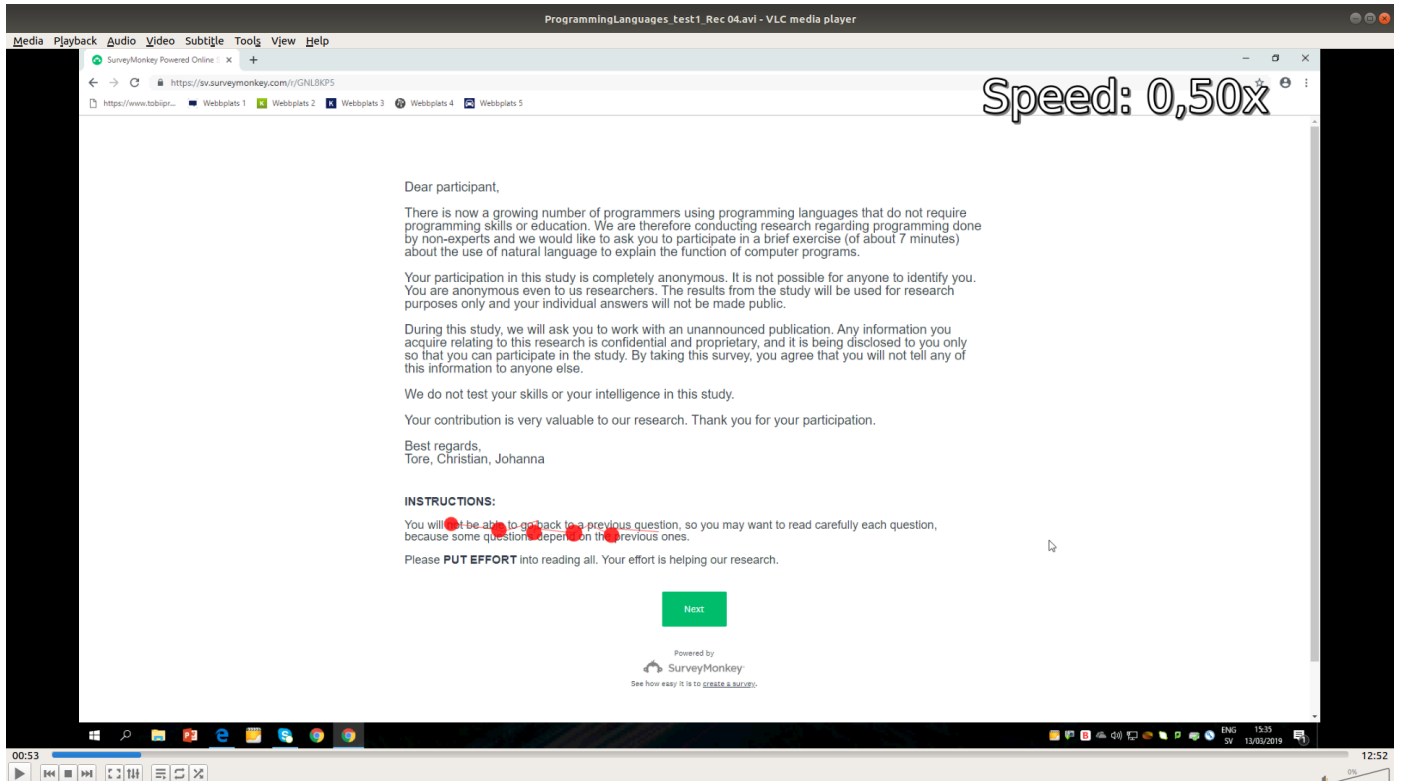 ProgrammingLanguages_test1_Rec 04.avi - VLC media player
Media Playback Audio Video Subtitle Tools View Help
SurveyMonkey Powered Online S
https://sv.surveymonkey.com/r/GNL8KPS
https://www.tobiipr... Webbplats 1 Webbplats 2 Webbplats 3 Webbplats 4 Webbplats 5
Speed: 0,50x
Dear participant,
There is now a growing number of programmers using programming languages that do not require
programming skills or education. We are therefore conducting research regarding programming done
by non-experts and we would like to ask you to participate in a brief exercise (of about 7 minutes)
about the use of natural language to explain the function of computer programs.
Your participation in this study is completely anonymous. It is not possible for anyone to identify you.
You are anonymous even to us researchers. The results from the study will be used for research
purposes only and your individual answers will not be made public.
During this study, we will ask you to work with an unannounced publication. Any information you
acquire relating to this research is confidential and proprietary, and it is being disclosed to you only
so that you can participate in the study. By taking this survey, you agree that you will not tell any of
this information to anyone else.
We do not test your skills or your intelligence in this study.
Your contribution is very valuable to our research. Thank you for your participation.
Best regards,
Tore, Christian, Johanna
INSTRUCTIONS:
You will not be able to go back to a previous question, so you may want to read carefully each question,
because some questions depend on the previous ones.
Please PUT EFFORT into reading all. Your effort is helping our research.
Next
Powered by
SurveyMonkey
See how easy it is to create a survey.
ENG 15:35
SV 13/03/2019
00:53 12:52
0%